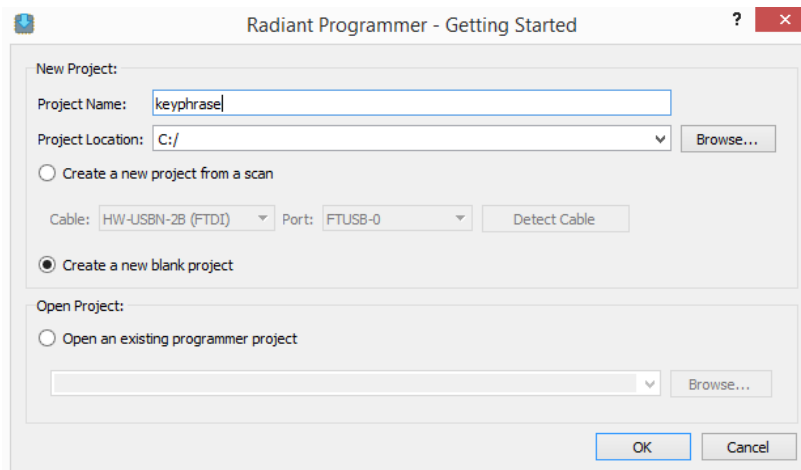 Radiant Programmer - Getting Started ?
New Project:
Project Name: keyphrase
Project Location: C:/ Browse...
Create a new project from a scan
Cable: HW-USBN-2B (FTDI) Port: FTUSB-0 Detect Cable
Create a new blank project
Open Project:
Open an existing programmer project
Browse...
OK Cancel